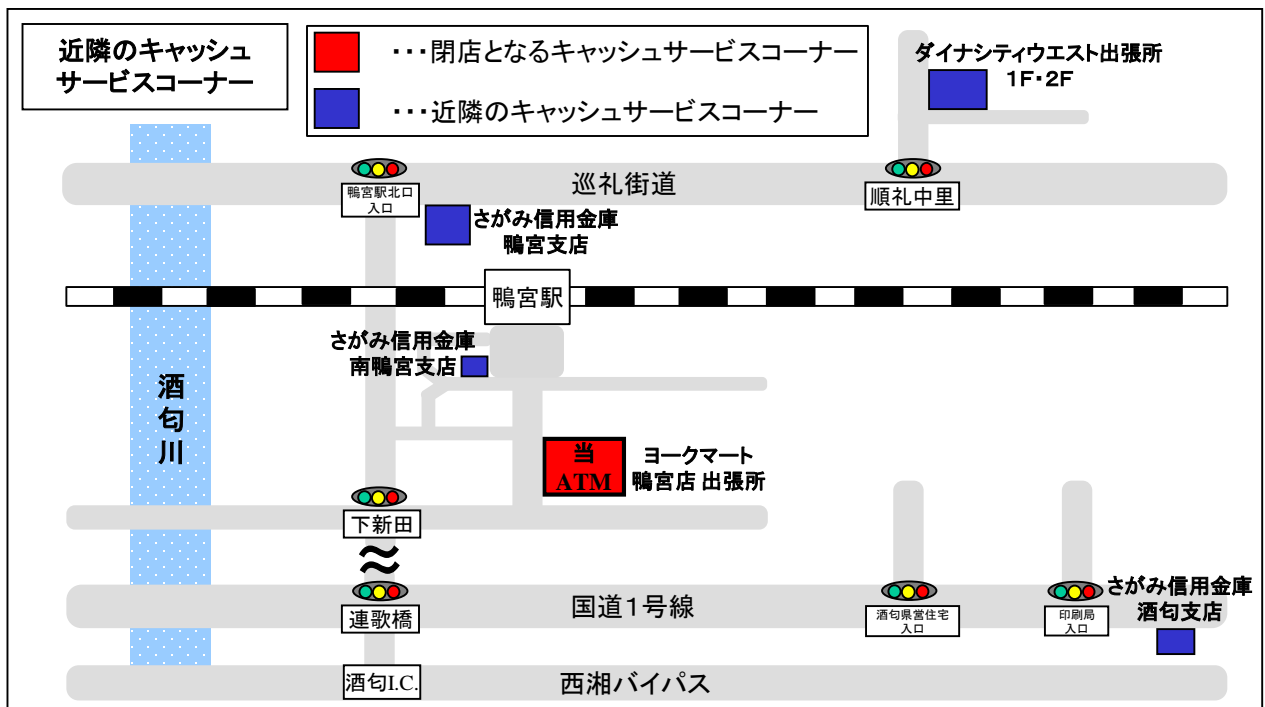 近隣のキャッシュ
サービスコーナー
・・・閉店となるキャッシュサービスコーナー
・・・近隣のキャッシュサービスコーナー
ダイナシティウエスト出張所
1F・2F
鴨宮駅北口
入口
巡礼街道
順礼中里
さがみ信用金庫
鴨宮支店
鴨宮駅
さがみ信用金庫
南鴨宮支店
酒匂川
当
ATM
ヨークマート
鴨宮店 出張所
下新田
連歌橋
国道1号線
酒匂県営住宅
入口
印刷局
入口
さがみ信用金庫
酒匂支店
酒匂I.C.
西湘バイパス